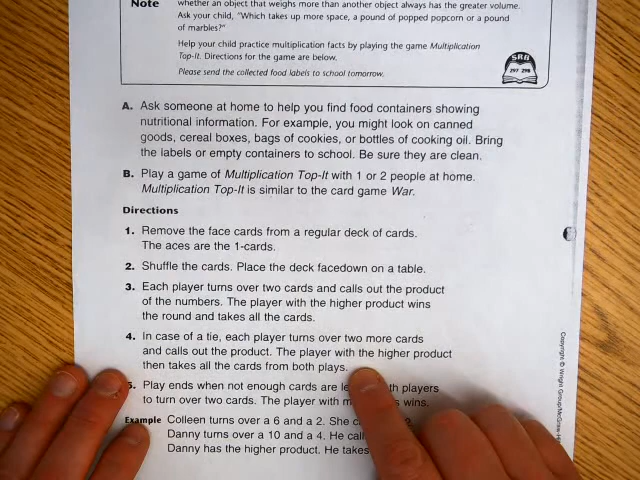 Note
whether an object that weighs more than another object always has the greater volume.
Ask your child, "Which takes up more space, a pound of popped popcorn or a pound
of marbles?"
Help your child practice multiplication facts by playing the game Multiplication
Top-It. Directions for the game are below.
Please send the collected food labels to school tomorrow.
SRB
297 298
A. Ask someone at home to help you find food containers showing
nutritional information. For example, you might look on canned
goods, cereal boxes, bags of cookies, or bottles of cooking oil. Bring
the labels or empty containers to school. Be sure they are clean.
B. Play a game of Multiplication Top-It with 1 or 2 people at home.
Multiplication Top-It is similar to the card game War.
Directions
1. Remove the face cards from a regular deck of cards.
The aces are the 1-cards.
2. Shuffle the cards. Place the deck facedown on a table.
3. Each player turns over two cards and calls out the product
of the numbers. The player with the higher product wins
the round and takes all the cards.
4. In case of a tie, each player turns over two more cards
and calls out the product. The player with the higher product
then takes all the cards from both plays.
5. Play ends when not enough cards are players
to turn over two cards. The player with wins.
Example Colleen turns over a 6 and a 2. She
Danny turns over a 10 and a 4. He
Danny has the higher product. He takes
Copyright © Wright Group/McGraw-